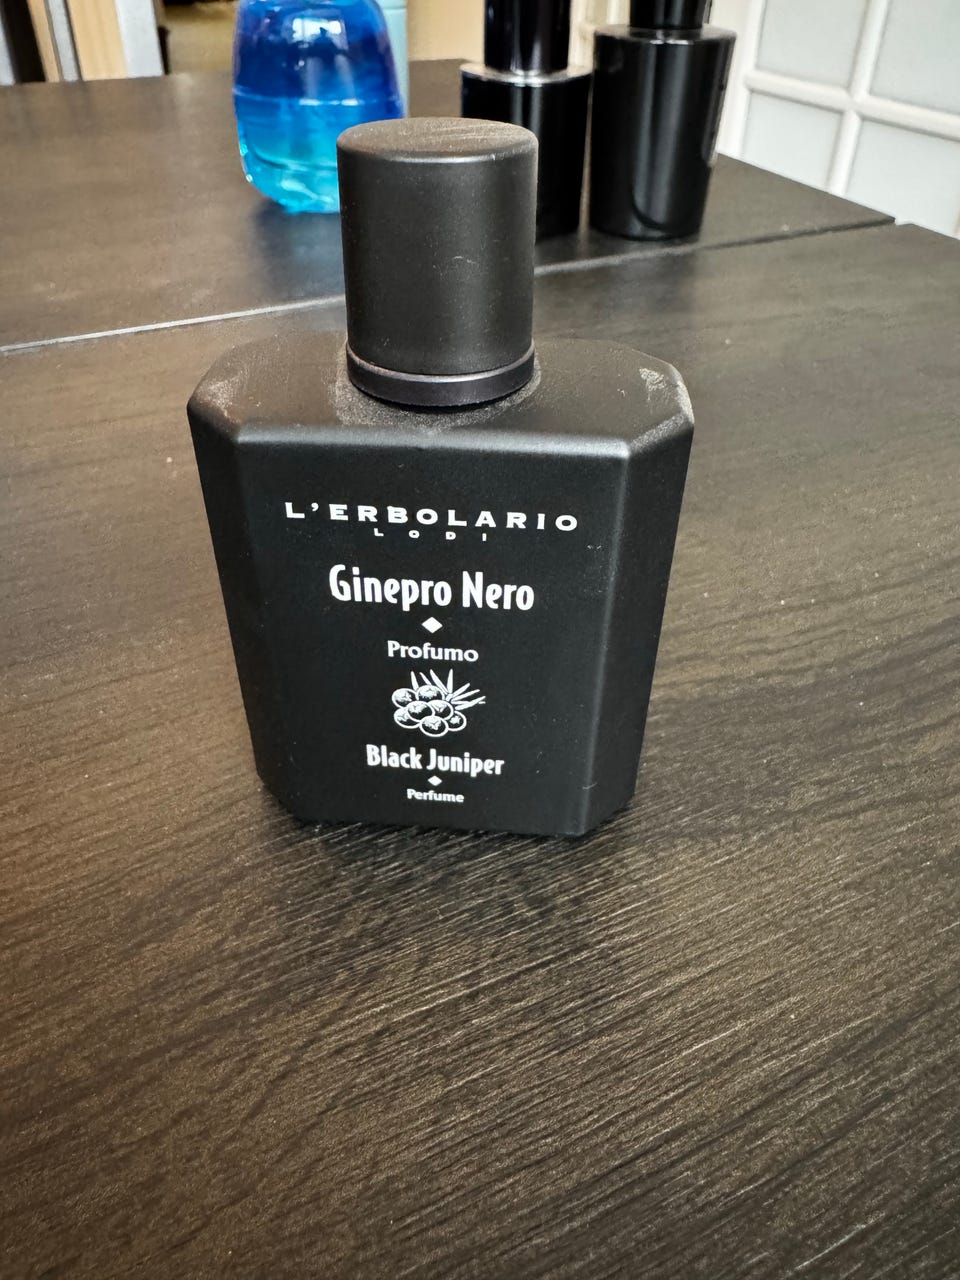 L'ERBOLARIO
LODI
Ginepro Nero
Profumo
Black Juniper
Perfume